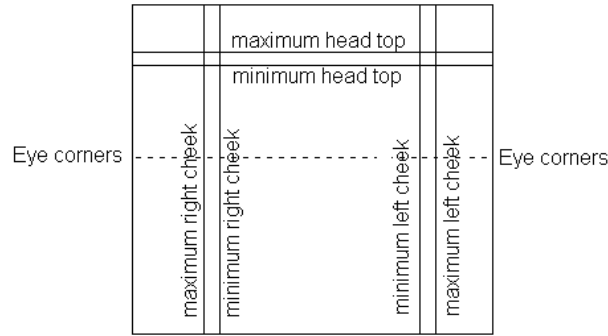 maximum head top
minimum head top
Eye corners
maximum right cheek
minimum right cheek
minimum left cheek
maximum left cheek
Eye corners